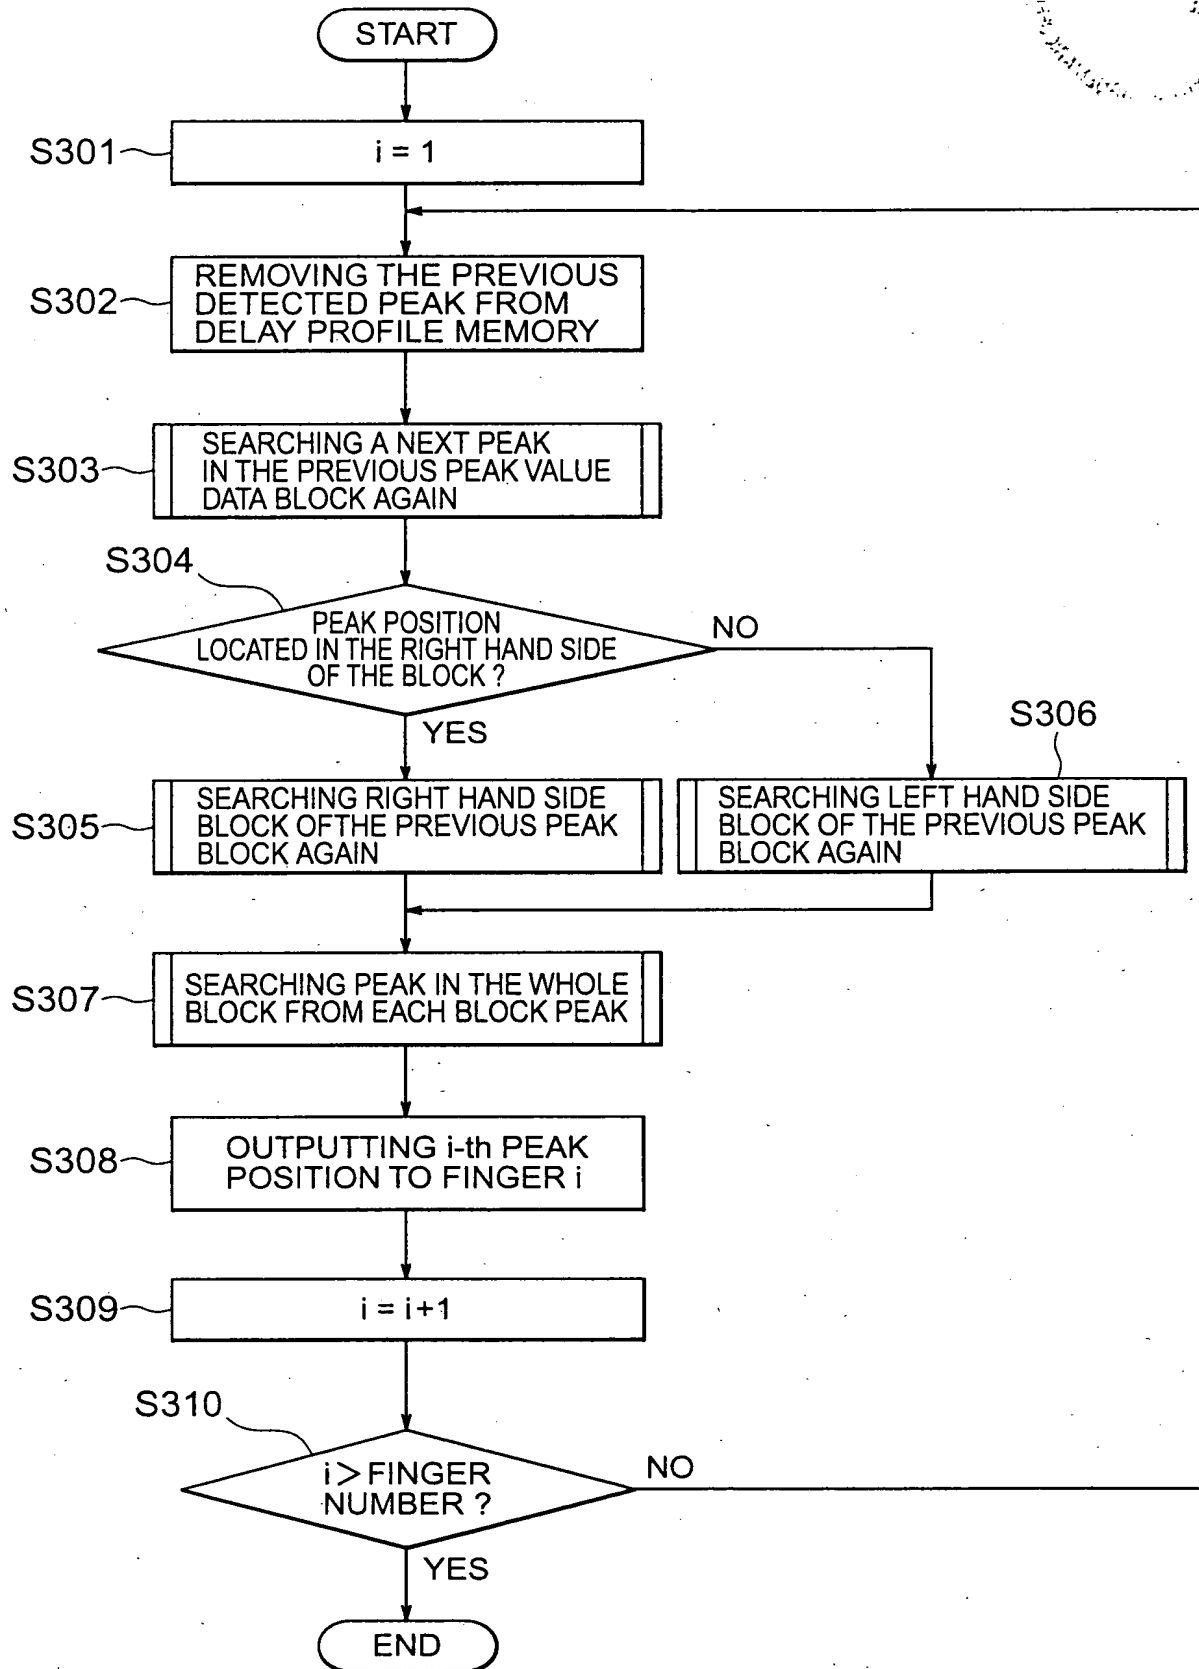 START
S301
i = 1
S302
REMOVING THE PREVIOUS
DETECTED PEAK FROM
DELAY PROFILE MEMORY
S303
SEARCHING A NEXT PEAK
IN THE PREVIOUS PEAK VALUE
DATA BLOCK AGAIN
S304
PEAK POSITION
LOCATED IN THE RIGHT HAND SIDE
OF THE BLOCK ?
NO
YES
S305
SEARCHING RIGHT HAND SIDE
BLOCK OFTHE PREVIOUS PEAK
BLOCK AGAIN
S306
SEARCHING LEFT HAND SIDE
BLOCK OF THE PREVIOUS PEAK
BLOCK AGAIN
S307
SEARCHING PEAK IN THE WHOLE
BLOCK FROM EACH BLOCK PEAK
S308
OUTPUTTING i-th PEAK
POSITION TO FINGER i
S309
i = i+1
S310
i > FINGER
NUMBER ?
NO
YES
END